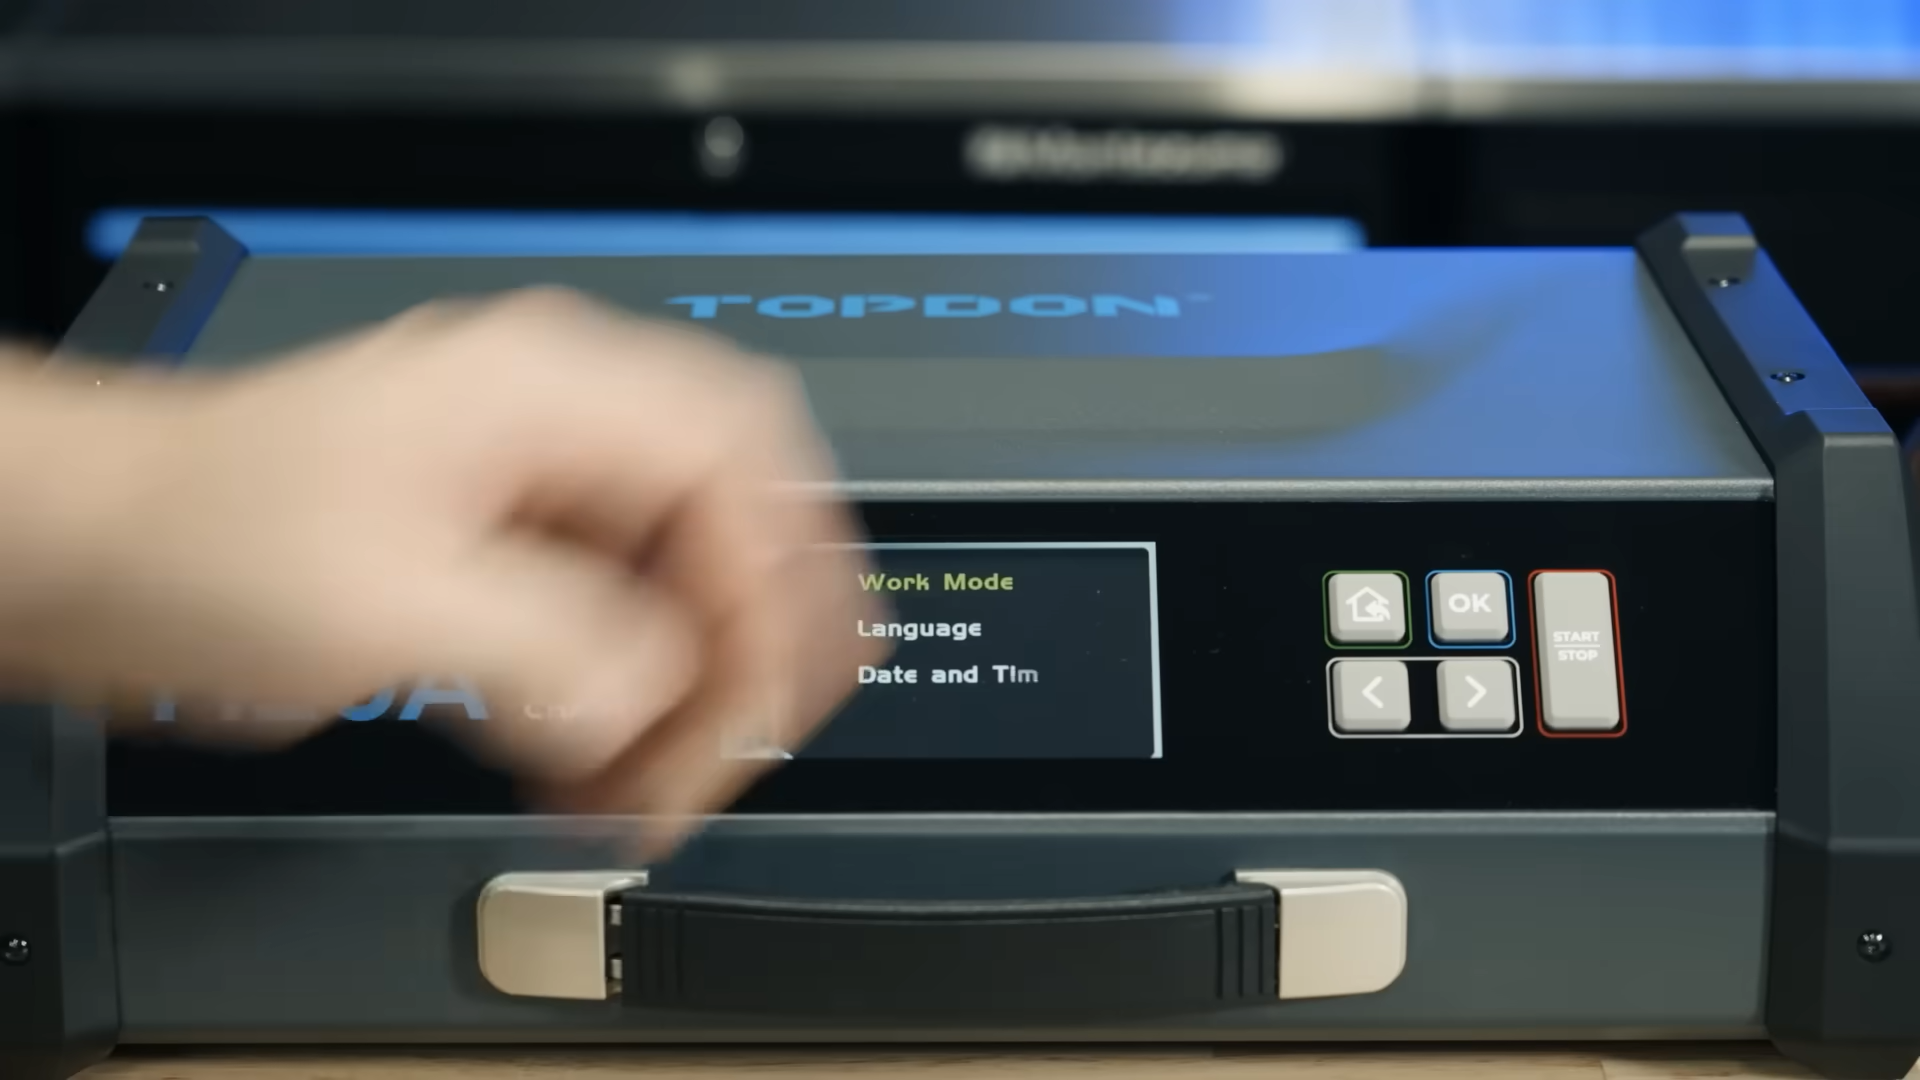 TOPDON
Work Mode
Language
Date and Tim
OK
START
STOP